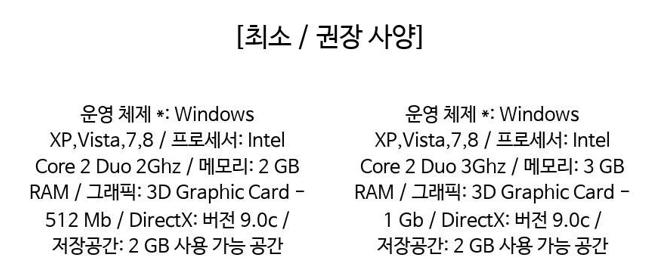 [최소 / 권장 사양]
운영 체제 *: Windows
XP,Vista,7,8 / 프로세서: Intel
Core 2 Duo 2Ghz / 메모리: 2 GB
RAM / 그래픽: 3D Graphic Card –
512 Mb / DirectX: 버전 9.0c /
저장공간: 2 GB 사용 가능 공간
운영 체제 *: Windows
XP,Vista,7,8 / 프로세서: Intel
Core 2 Duo 3Ghz / 메모리: 3 GB
RAM / 그래픽: 3D Graphic Card –
1 Gb / DirectX: 버전 9.0c /
저장공간: 2 GB 사용 가능 공간